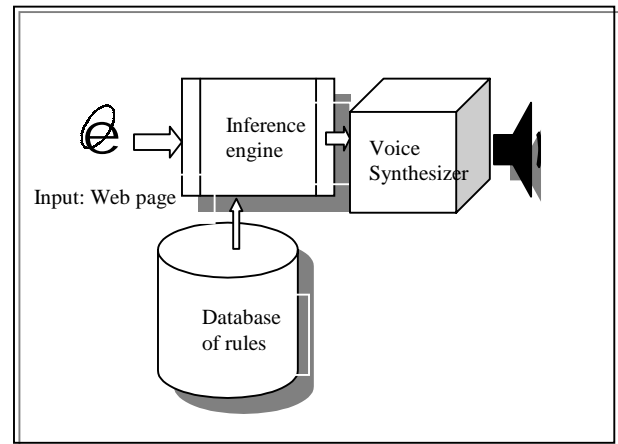 Inference
engine
Voice
Synthesizer
Input: Web page
Database
of rules